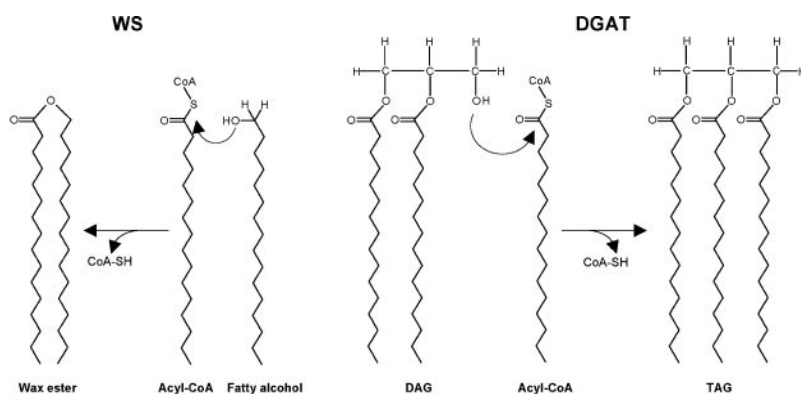 WS
DGAT
CoA
S
O
O
HO
H H
Wax ester
Acyl-CoA
Fatty alcohol
CoA-SH
H H H
H C C C H
O O OH
O O
CoA
S
O
CoA-SH
DAG
Acyl-CoA
H H H
H C C C H
O O O
O O O
TAG